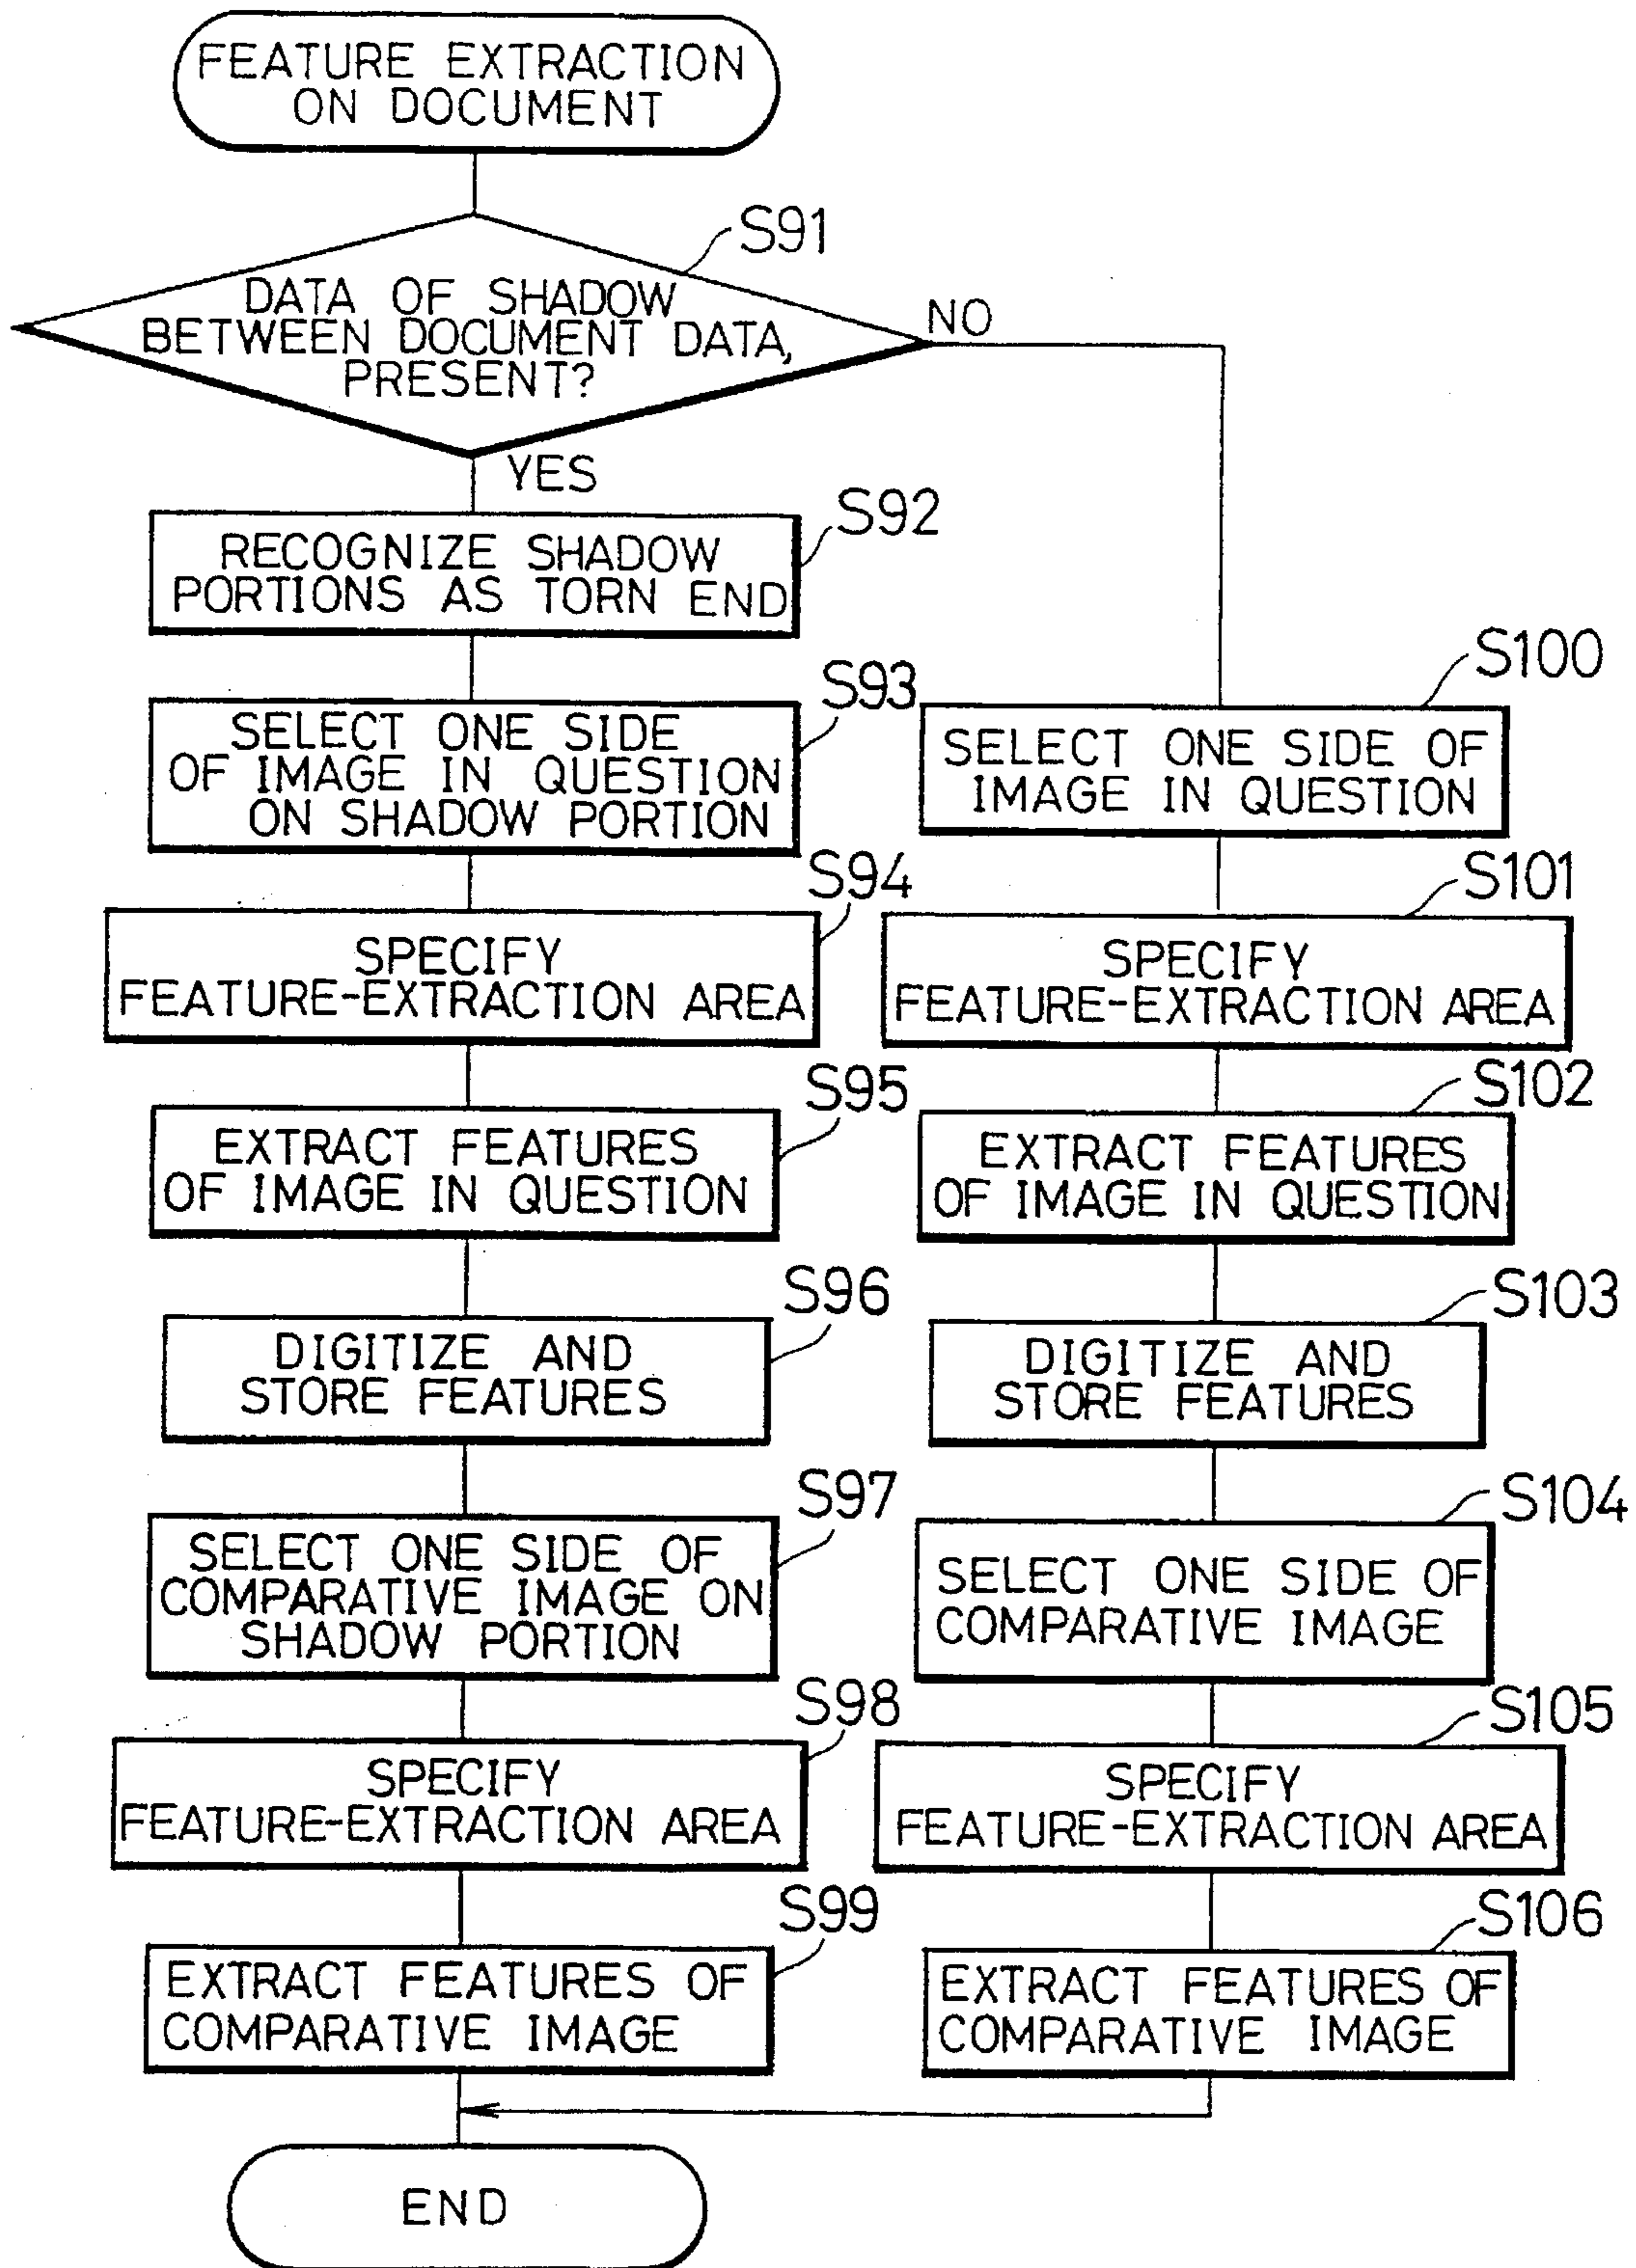 FEATURE EXTRACTION
ON DOCUMENT
S91
DATA OF SHADOW
BETWEEN DOCUMENT DATA,
PRESENT?
NO
YES
S92
RECOGNIZE SHADOW
PORTIONS AS TORN END
S93
SELECT ONE SIDE
OF IMAGE IN QUESTION
ON SHADOW PORTION
S94
SPECIFY
FEATURE-EXTRACTION AREA
S95
EXTRACT FEATURES
OF IMAGE IN QUESTION
S96
DIGITIZE AND
STORE FEATURES
S97
SELECT ONE SIDE OF
COMPARATIVE IMAGE ON
SHADOW PORTION
S98
SPECIFY
FEATURE-EXTRACTION AREA
S99
EXTRACT FEATURES OF
COMPARATIVE IMAGE
S100
SELECT ONE SIDE OF
IMAGE IN QUESTION
S101
SPECIFY
FEATURE-EXTRACTION AREA
S102
EXTRACT FEATURES
OF IMAGE IN QUESTION
S103
DIGITIZE AND
STORE FEATURES
S104
SELECT ONE SIDE OF
COMPARATIVE IMAGE
S105
SPECIFY
FEATURE-EXTRACTION AREA
S106
EXTRACT FEATURES OF
COMPARATIVE IMAGE
END